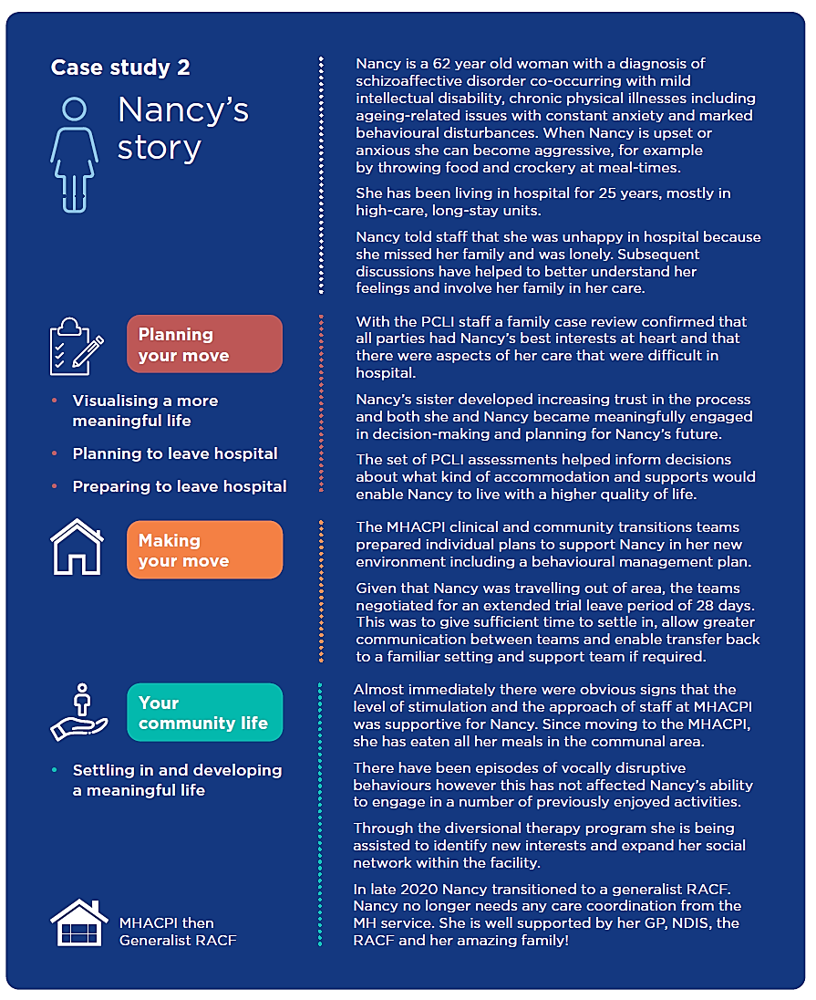 Case study 2
Nancy's
story
Nancy is a 62 year old woman with a diagnosis of
schizoaffective disorder co-occurring with mild
intellectual disability, chronic physical illnesses including
ageing-related issues with constant anxiety and marked
behavioural disturbances. When Nancy is upset or
anxious she can become aggressive, for example
by throwing food and crockery at meal-times.
She has been living in hospital for 25 years, mostly in
high-care, long-stay units.
Nancy told staff that she was unhappy in hospital because
she missed her family and was lonely. Subsequent
discussions have helped to better understand her
feelings and involve her family in her care.
Planning
your move
• Visualising a more
meaningful life
• Planning to leave hospital
• Preparing to leave hospital
With the PCLI staff a family case review confirmed that
all parties had Nancy's best interests at heart and that
there were aspects of her care that were difficult in
hospital.
Nancy's sister developed increasing trust in the process
and both she and Nancy became meaningfully engaged
in decision-making and planning for Nancy's future.
The set of PCLI assessments helped inform decisions
about what kind of accommodation and supports would
enable Nancy to live with a higher quality of life.
Making
your move
The MHACPI clinical and community transitions teams
prepared individual plans to support Nancy in her new
environment including a behavioural management plan.
Given that Nancy was travelling out of area, the teams
negotiated for an extended trial leave period of 28 days.
This was to give sufficient time to settle in, allow greater
communication between teams and enable transfer back
to a familiar setting and support team if required.
Your
community life
• Settling in and developing
a meaningful life
Almost immediately there were obvious signs that the
level of stimulation and the approach of staff at MHACPI
was supportive for Nancy. Since moving to the MHACPI,
she has eaten all her meals in the communal area.
There have been episodes of vocally disruptive
behaviours however this has not affected Nancy's ability
to engage in a number of previously enjoyed activities.
Through the diversional therapy program she is being
assisted to identify new interests and expand her social
network within the facility.
In late 2020 Nancy transitioned to a generalist RACF.
Nancy no longer needs any care coordination from the
MH service. She is well supported by her GP, NDIS, the
RACF and her amazing family!
MHACPI then
Generalist RACF